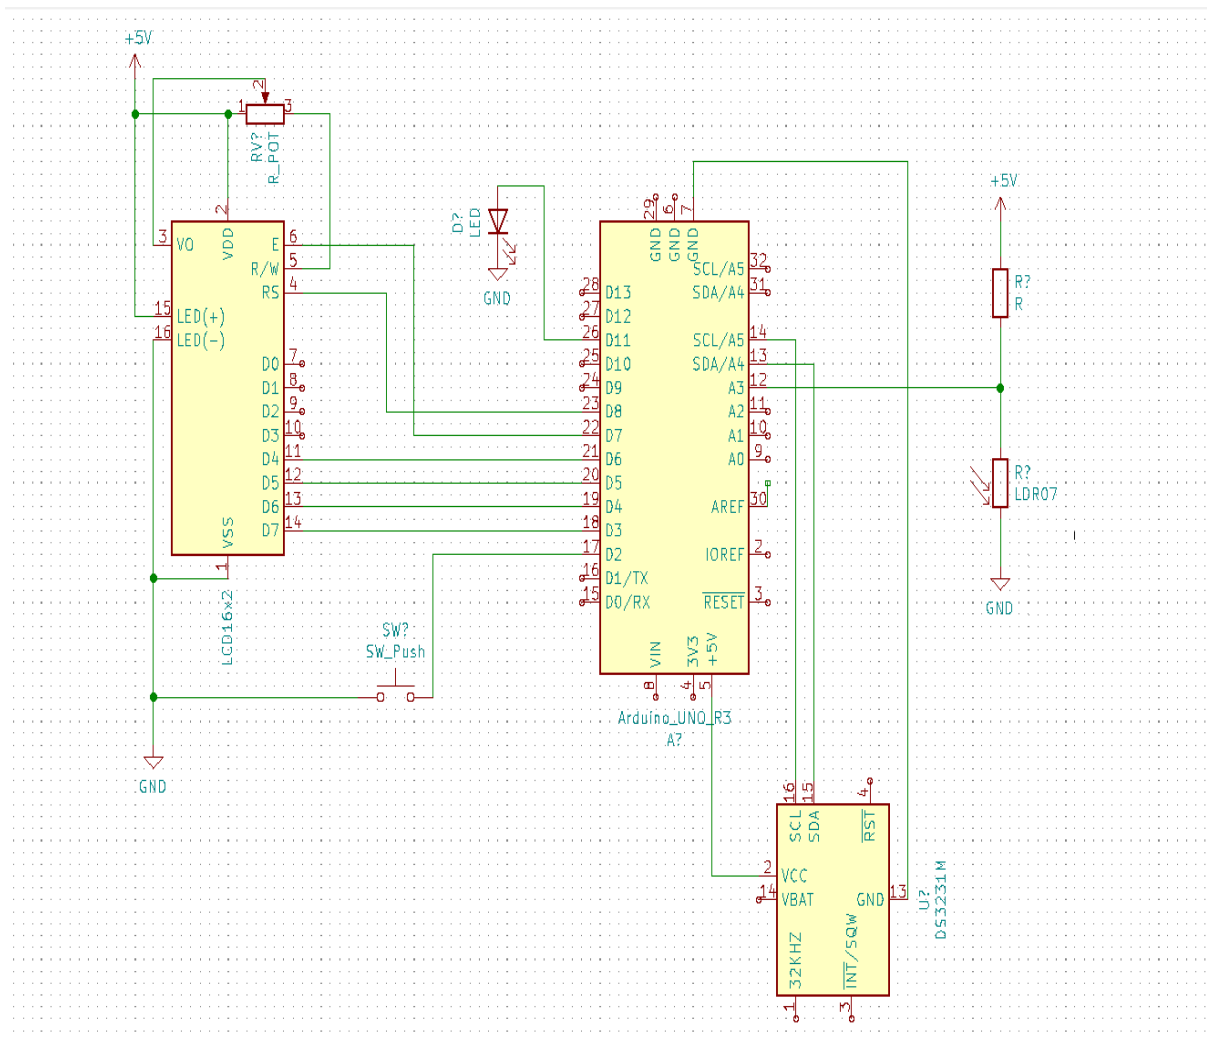 +5V
2
1
3
RV?
R_POT
+5V
D?
LED
GND
2
3
VO
VDD
E
6
R/W
5
RS
4
15
LED(+)
16
LED(-)
D0
7
D1
8
D2
9
D3
10
D4
11
D5
12
D6
13
D7
14
VSS
1
LCD16x2
29
6
7
GND
GND
GND
SCL/A5
32
28
D13
SDA/A4
31
27
D12
26
D11
SCL/A5
14
25
D10
SDA/A4
13
24
D9
A3
12
23
D8
A2
11
22
D7
A1
10
21
D6
A0
9
20
D5
19
D4
AREF
30
18
D3
17
D2
IOREF
2
16
D1/TX
15
D0/RX
RESET
3
VIN
3V3
+5V
8
4
5
Arduino_UNO_R3
A?
R?
R
R?
LDR07
GND
SW?
SW_Push
GND
16
15
4
SCL
SDA
RST
2
VCC
14
VBAT
GND
13
U?
DS3231M
32KHZ
INT/SQW
1
3